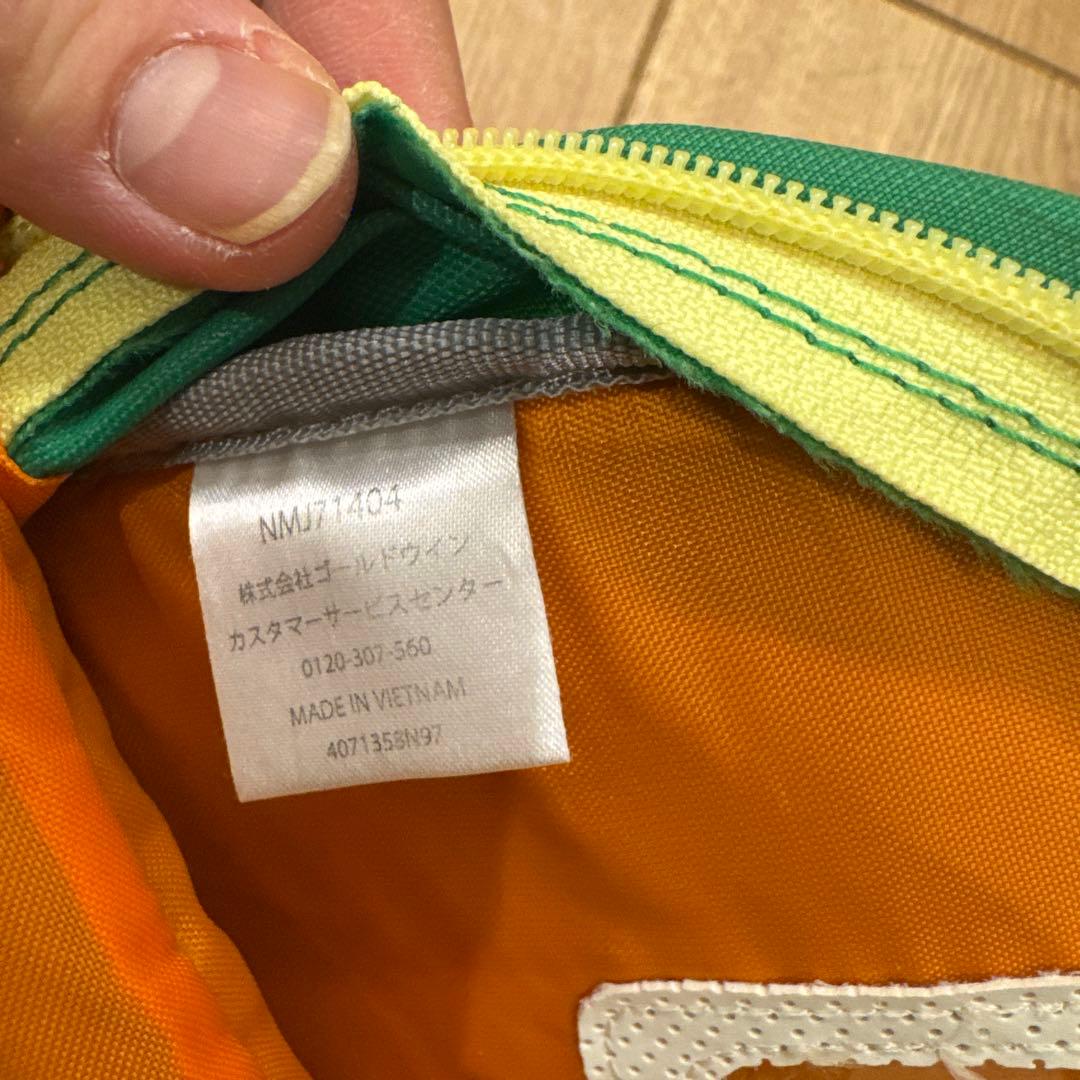 NMJ71404
株式会社ゴールドウイン
カスタマーサービスセンター
0120-307-560
MADE IN VIETNAM
4071358N97